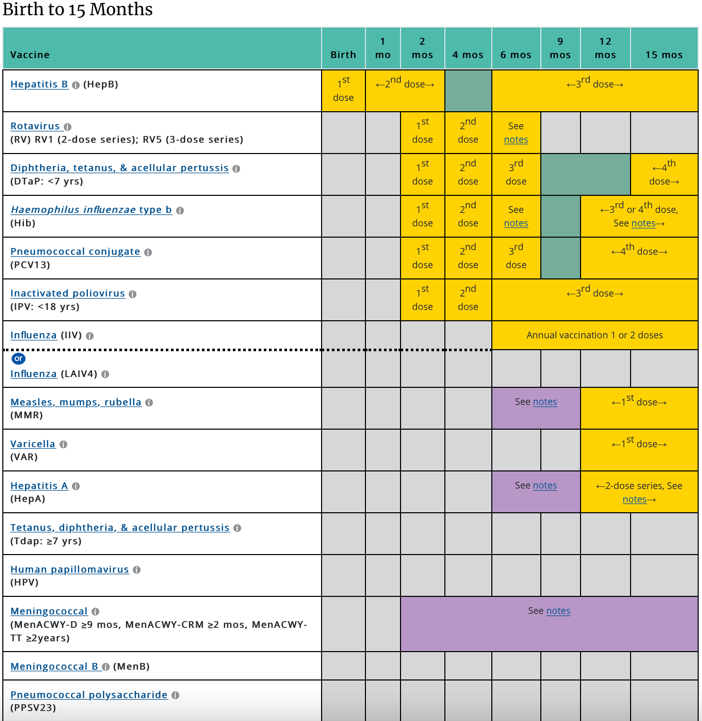 Birth to 15 Months
Vaccine Birth 1 mo 2 mos 4 mos 6 mos 9 mos 12 mos 15 mos
Hepatitis B (HepB) 1st dose ←2nd dose→ ←3rd dose→
Rotavirus
(RV) RV1 (2-dose series); RV5 (3-dose series) 1st dose 2nd dose See notes
Diphtheria, tetanus, & acellular pertussis
(DTaP: <7 yrs) 1st dose 2nd dose 3rd dose ←4th dose→
Haemophilus influenzae type b
(Hib) 1st dose 2nd dose See notes ←3rd or 4th dose, See notes→
Pneumococcal conjugate
(PCV13) 1st dose 2nd dose 3rd dose ←4th dose→
Inactivated poliovirus
(IPV: <18 yrs) 1st dose 2nd dose ←3rd dose→
Influenza (IIV) Annual vaccination 1 or 2 doses
or
Influenza (LAIV4)
Measles, mumps, rubella
(MMR) See notes ←1st dose→
Varicella
(VAR) ←1st dose→
Hepatitis A
(HepA) See notes ←2-dose series, See notes→
Tetanus, diphtheria, & acellular pertussis
(Tdap: ≥7 yrs)
Human papillomavirus
(HPV)
Meningococcal
(MenACWY-D ≥9 mos, MenACWY-CRM ≥2 mos, MenACWY-
TT ≥2years) See notes
Meningococcal B (MenB)
Pneumococcal polysaccharide
(PPSV23)